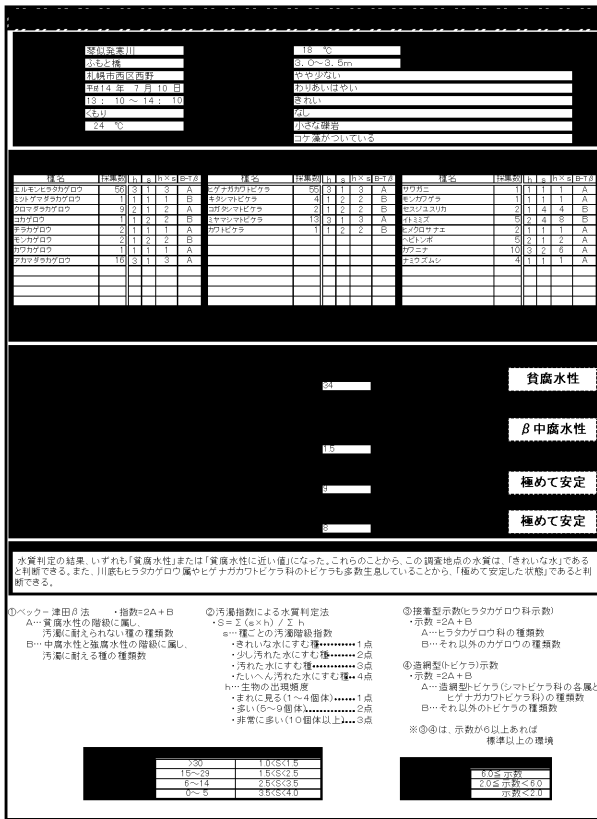 琴似発寒川 18 ℃
ふもと橋 3.0～3.5m
札幌市西区西野 やや少ない
平成14 年 7 月 10 日 わりあいはやい
13 : 10 ～ 14 : 10 きれい
くもり なし
24 ℃ 小さな礫岩
コケ藻がついている
種名 採集数 h s h×s B-Tβ 種名 採集数 h s h×s B-Tβ 種名 採集数 h s h×s B-Tβ
エルモンヒラタカゲロウ 56 3 1 3 A ヒゲナガカワトビケラ 55 3 1 3 A サワガニ 1 1 1 1 A
ミツトゲマダラカゲロウ 1 1 1 1 B キタシマトビケラ 4 1 2 2 B モンカワゲラ 1 1 1 1 A
クロマダラカゲロウ 9 2 1 2 A コガタシマトビケラ 2 1 2 2 B セスジユスリカ 2 1 4 4 B
コカゲロウ 1 1 2 2 B ミヤマシマトビケラ 13 3 1 3 A イトミミズ 5 2 4 8 B
チラカゲロウ 2 1 1 1 A カワトビケラ 1 1 2 2 B ヒメクロサナエ 2 1 1 1 A
モンカゲロウ 2 1 2 2 B ヘビトンボ 5 2 1 2 A
カワカゲロウ 1 1 1 1 A カワニナ 10 3 2 6 A
アカマダラカゲロウ 16 3 1 3 A ナミウズムシ 4 1 1 1 A
34 貧腐水性
1.5 β中腐水性
9 極めて安定
8 極めて安定
水質判定の結果、いずれも「貧腐水性」または「貧腐水性に近い値」になった。これらのことから、この調査地点の水質は、「きれいな水」である
と判断できる。また、川底もヒラタカゲロウ属やヒゲナガカワトビケラ科のトビケラも多数生息していることから、「極めて安定した状態」であると判
断できる。
①ベックー津田β法 ・指数=2A+B
A…貧腐水性の階級に属し、
汚濁に耐えられない種の種類数
B…中腐水性と強腐水性の階級に属し、
汚濁に耐える種の種類数
②汚濁指数による水質判定法
・S=Σ(s×h)/Σh
s…種ごとの汚濁階級指数
・きれいな水にすむ種………1点
・少し汚れた水にすむ種……2点
・汚れた水にすむ種…………3点
・たいへん汚れた水にすむ種…4点
h…生物の出現頻度
・まれに見る(1～4個体)……1点
・多い(5～9個体)……………2点
・非常に多い(10個体以上)…3点
③接着型示数(ヒラタカゲロウ科示数)
・示数=2A+B
A…ヒラタカゲロウ科の種類数
B…それ以外のカゲロウの種類数
④造網型(トビケラ)示数
・示数=2A+B
A…造網型トビケラ(シマトビケラ科の各属と
ヒゲナガカワトビケラ科)の種類数
B…それ以外のトビケラの種類数
※③④は、示数が6以上あれば
標準以上の環境
>30 1.0<S<1.5
15～29 1.5<S<2.5
6～14 2.5<S<3.5
0～ 5 3.5<S<4.0
6.0≦示数
2.0≦示数<6.0
示数<2.0